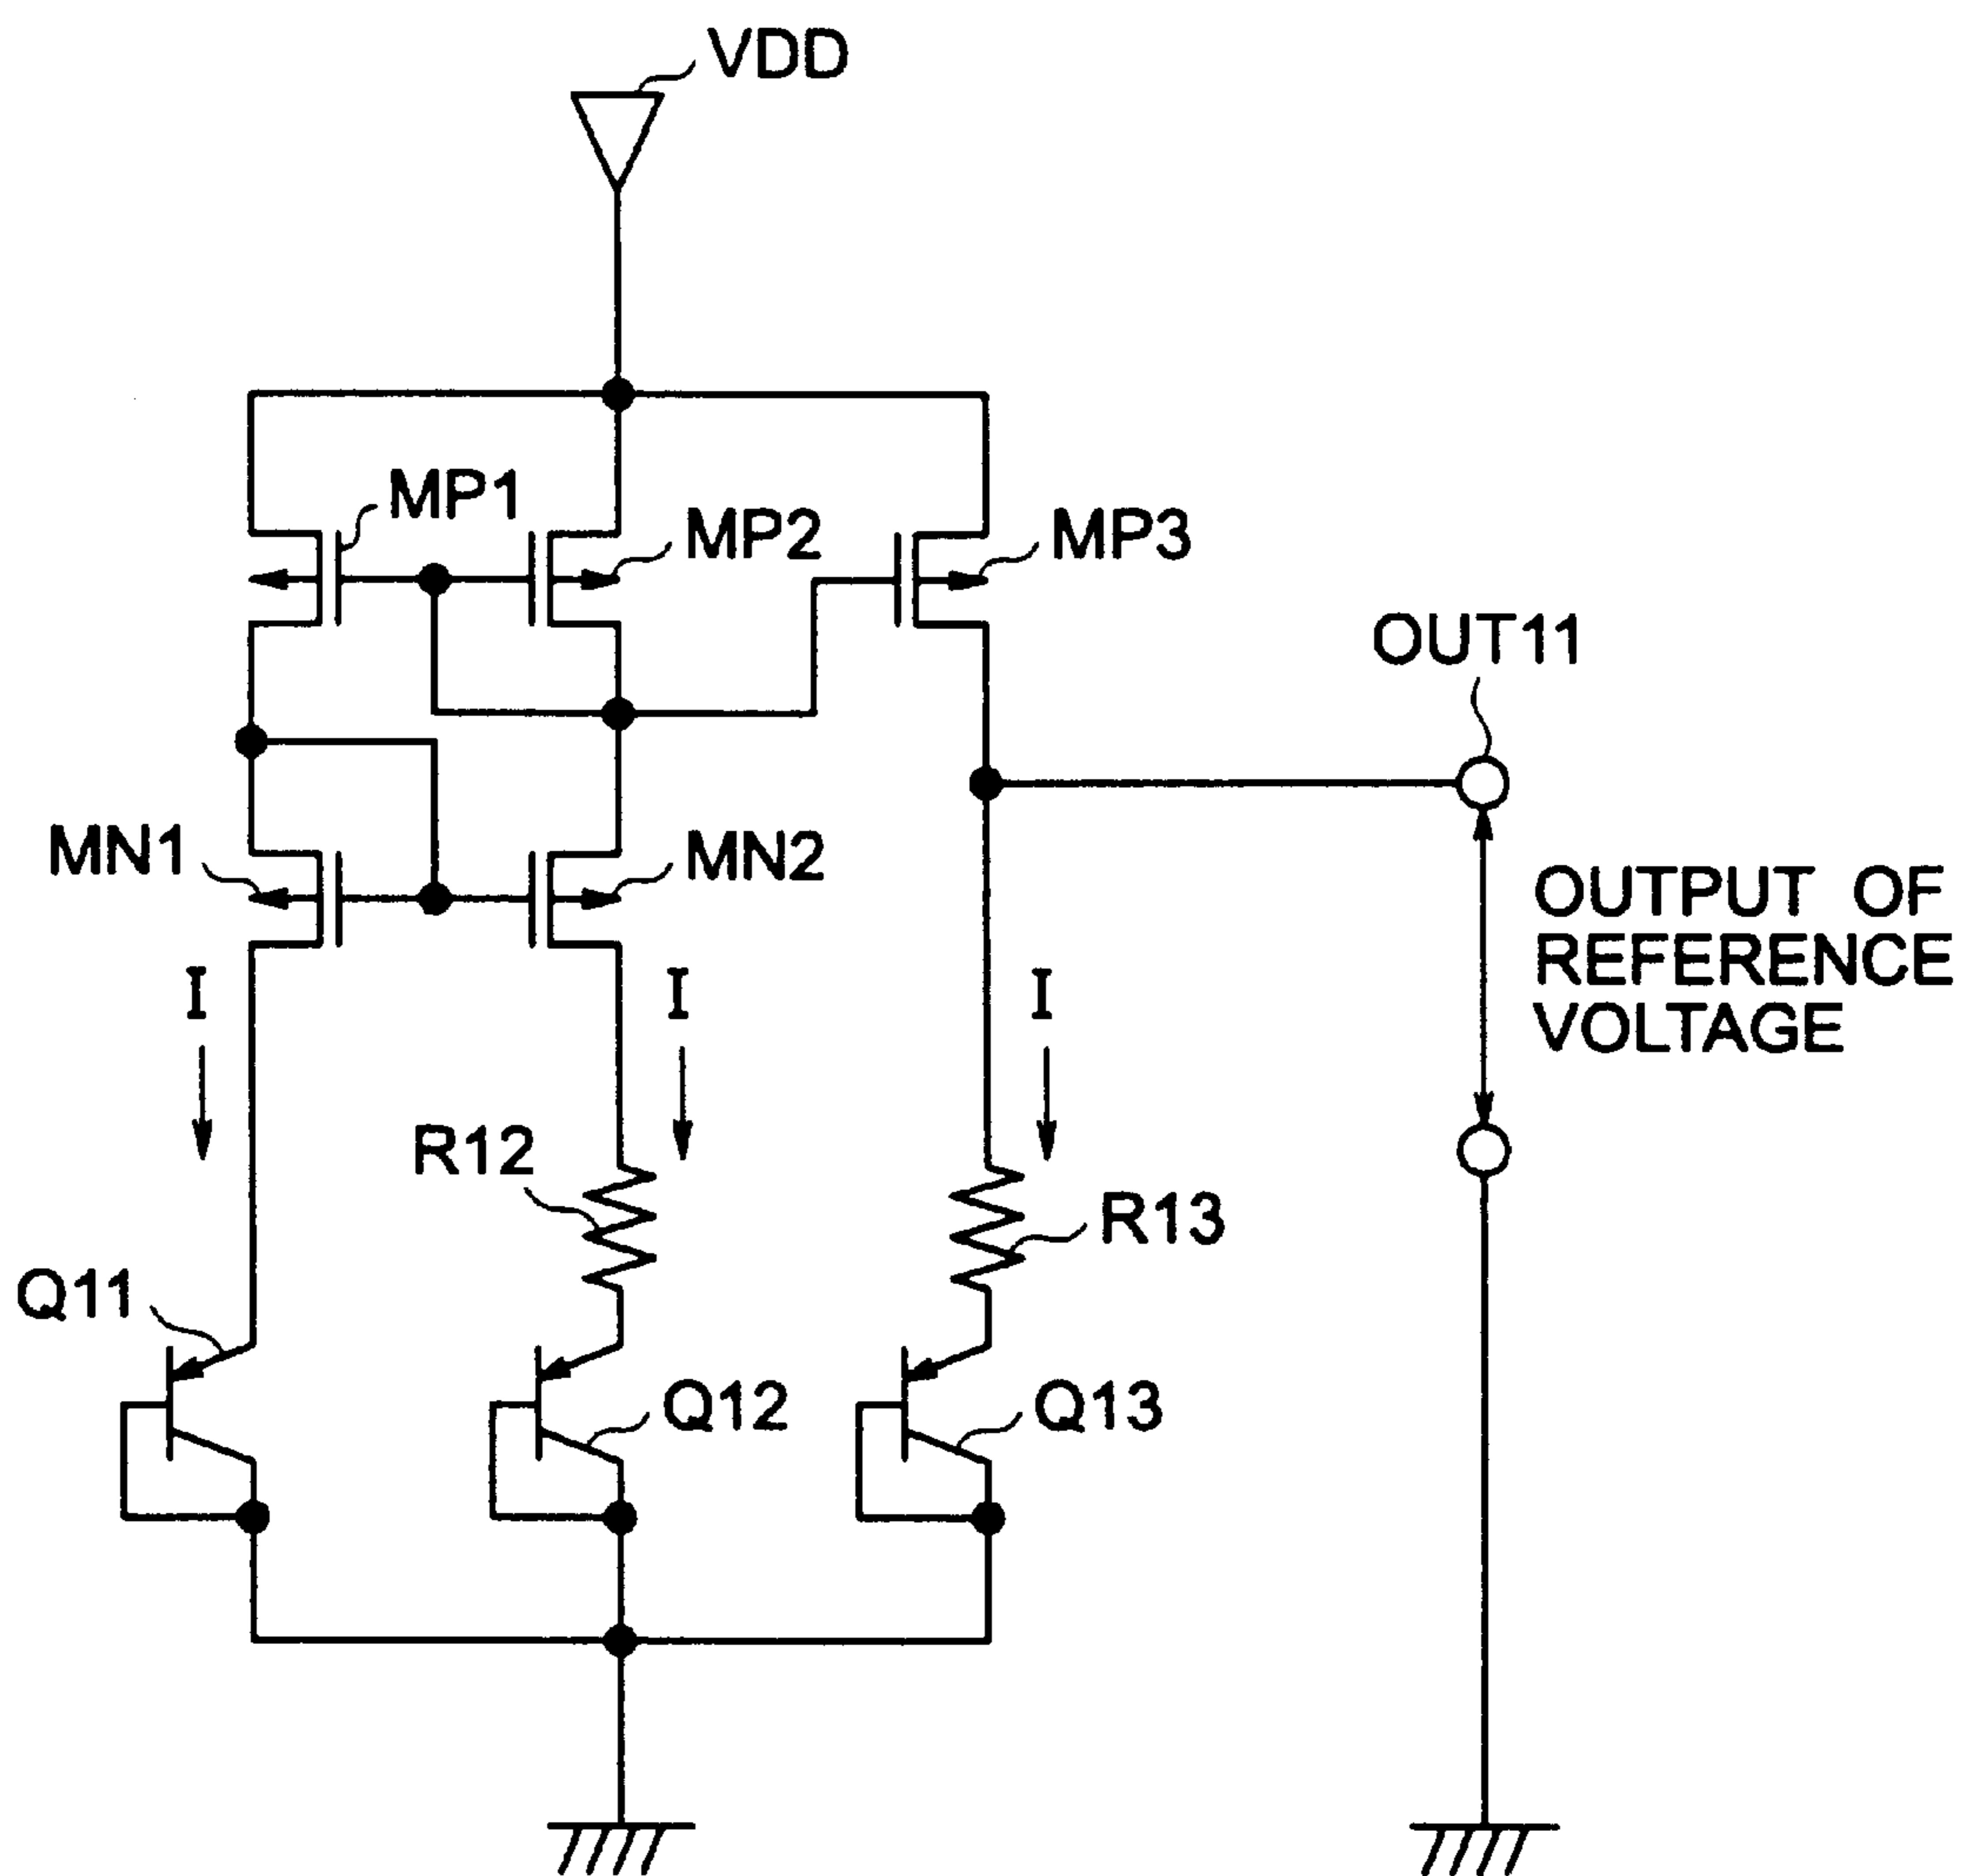 VDD
MP1
MP2
MP3
OUT11
MN1
MN2
OUTPUT OF
REFERENCE
VOLTAGE
I
I
I
R12
R13
Q11
Q12
Q13